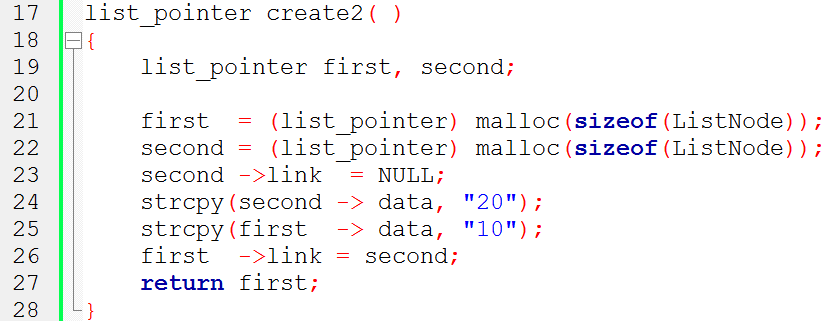 17 list_pointer create2( )
18 {
19     list_pointer first, second;
20
21     first  = (list_pointer) malloc(sizeof(ListNode));
22     second = (list_pointer) malloc(sizeof(ListNode));
23     second ->link  = NULL;
24     strcpy(second -> data, "20");
25     strcpy(first  -> data, "10");
26     first  ->link = second;
27     return first;
28 }